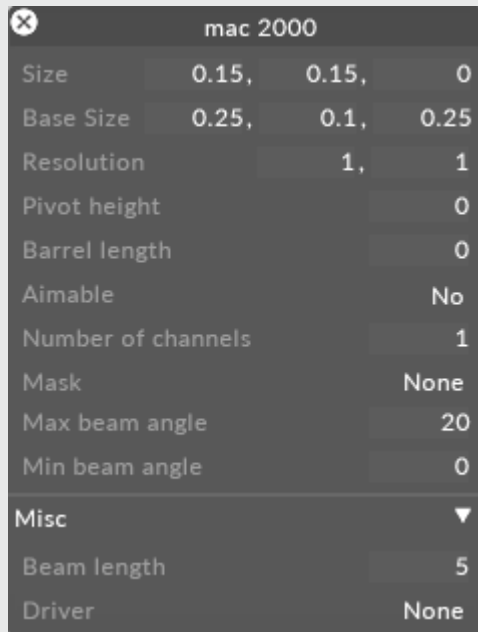 mac 2000
Size 0.15, 0.15, 0
Base Size 0.25, 0.1, 0.25
Resolution 1, 1
Pivot height 0
Barrel length 0
Aimable No
Number of channels 1
Mask None
Max beam angle 20
Min beam angle 0
Misc
Beam length 5
Driver None